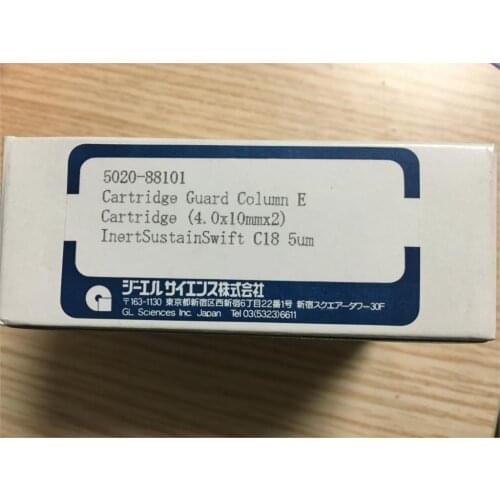 5020-88101
Cartridge Guard Column E
Cartridge (4.0x10mmx2)
InertSustainSwift C18 5um
ジーエル サイエンス株式会社
〒163-1130 東京都新宿区西新宿6丁目22番1号 新宿スクエアータワー30F
GL Sciences Inc. Japan Tel 03(5323)6611